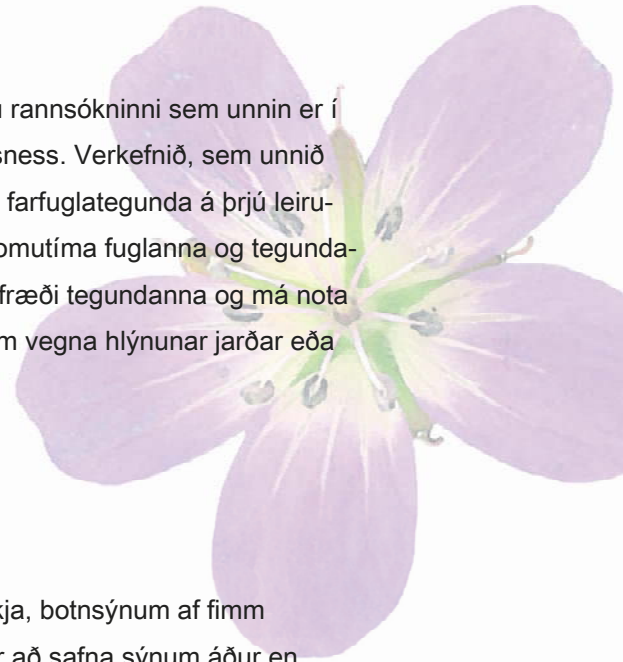 rannsókninni sem unnin er í
ness. Verkefnið, sem unnið
farfuglategunda á þrjú leiru-
omutíma fuglanna og tegunda-
fræði tegundanna og má nota
m vegna hlýnunar jarðar eða
kja, botnsýnum af fimm
að safna sýnum áður en